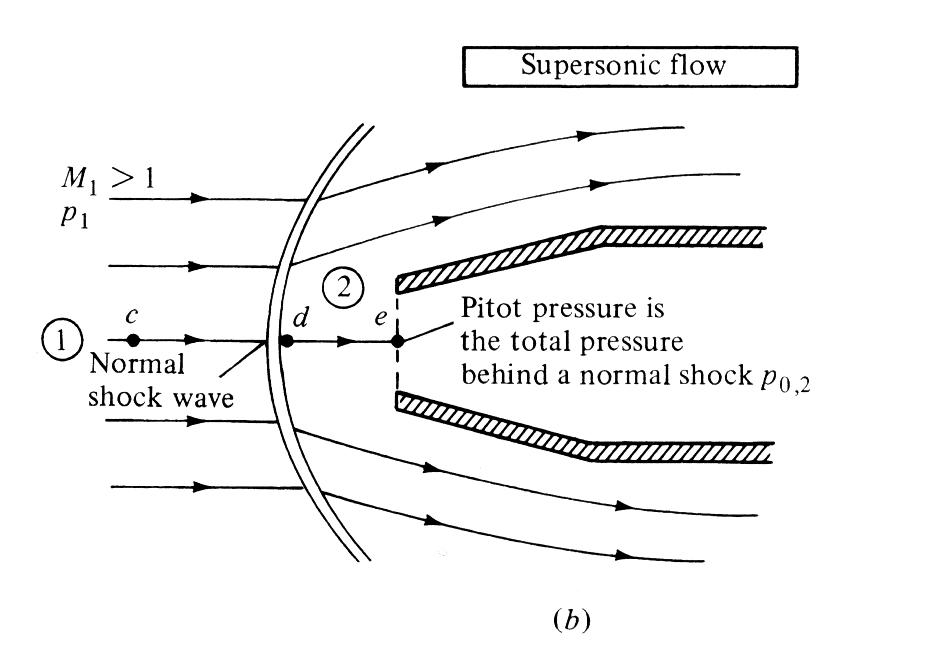 Supersonic flow
M₁ > 1
p₁
2
c
d
e
1
Pitot pressure is
the total pressure
behind a normal shock p₀,₂
Normal
shock wave
(b)